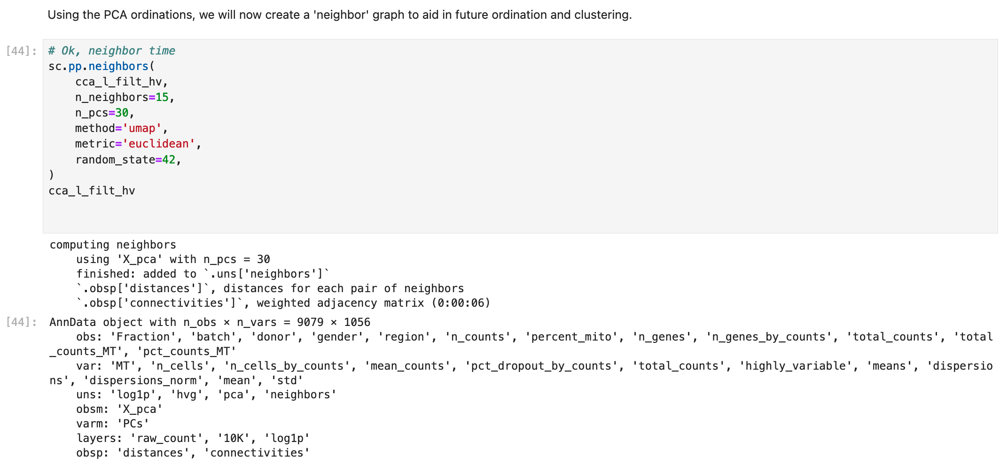 Using the PCA ordinations, we will now create a 'neighbor' graph to aid in future ordination and clustering.
[44]:
# Ok, neighbor time
sc.pp.neighbors(
    cca_l_filt_hv,
    n_neighbors=15,
    n_pcs=30,
    method='umap',
    metric='euclidean',
    random_state=42,
)
cca_l_filt_hv
computing neighbors
    using 'X_pca' with n_pcs = 30
    finished: added to `.uns['neighbors']`
    `.obsp['distances']`, distances for each pair of neighbors
    `.obsp['connectivities']`, weighted adjacency matrix (0:00:06)
[44]:
AnnData object with n_obs × n_vars = 9079 × 1056
    obs: 'Fraction', 'batch', 'donor', 'gender', 'region', 'n_counts', 'percent_mito', 'n_genes', 'n_genes_by_counts', 'total_counts', 'total
_counts_MT', 'pct_counts_MT'
    var: 'MT', 'n_cells', 'n_cells_by_counts', 'mean_counts', 'pct_dropout_by_counts', 'total_counts', 'highly_variable', 'means', 'dispersio
ns', 'dispersions_norm', 'mean', 'std'
    uns: 'log1p', 'hvg', 'pca', 'neighbors'
    obsm: 'X_pca'
    varm: 'PCs'
    layers: 'raw_count', '10K', 'log1p'
    obsp: 'distances', 'connectivities'